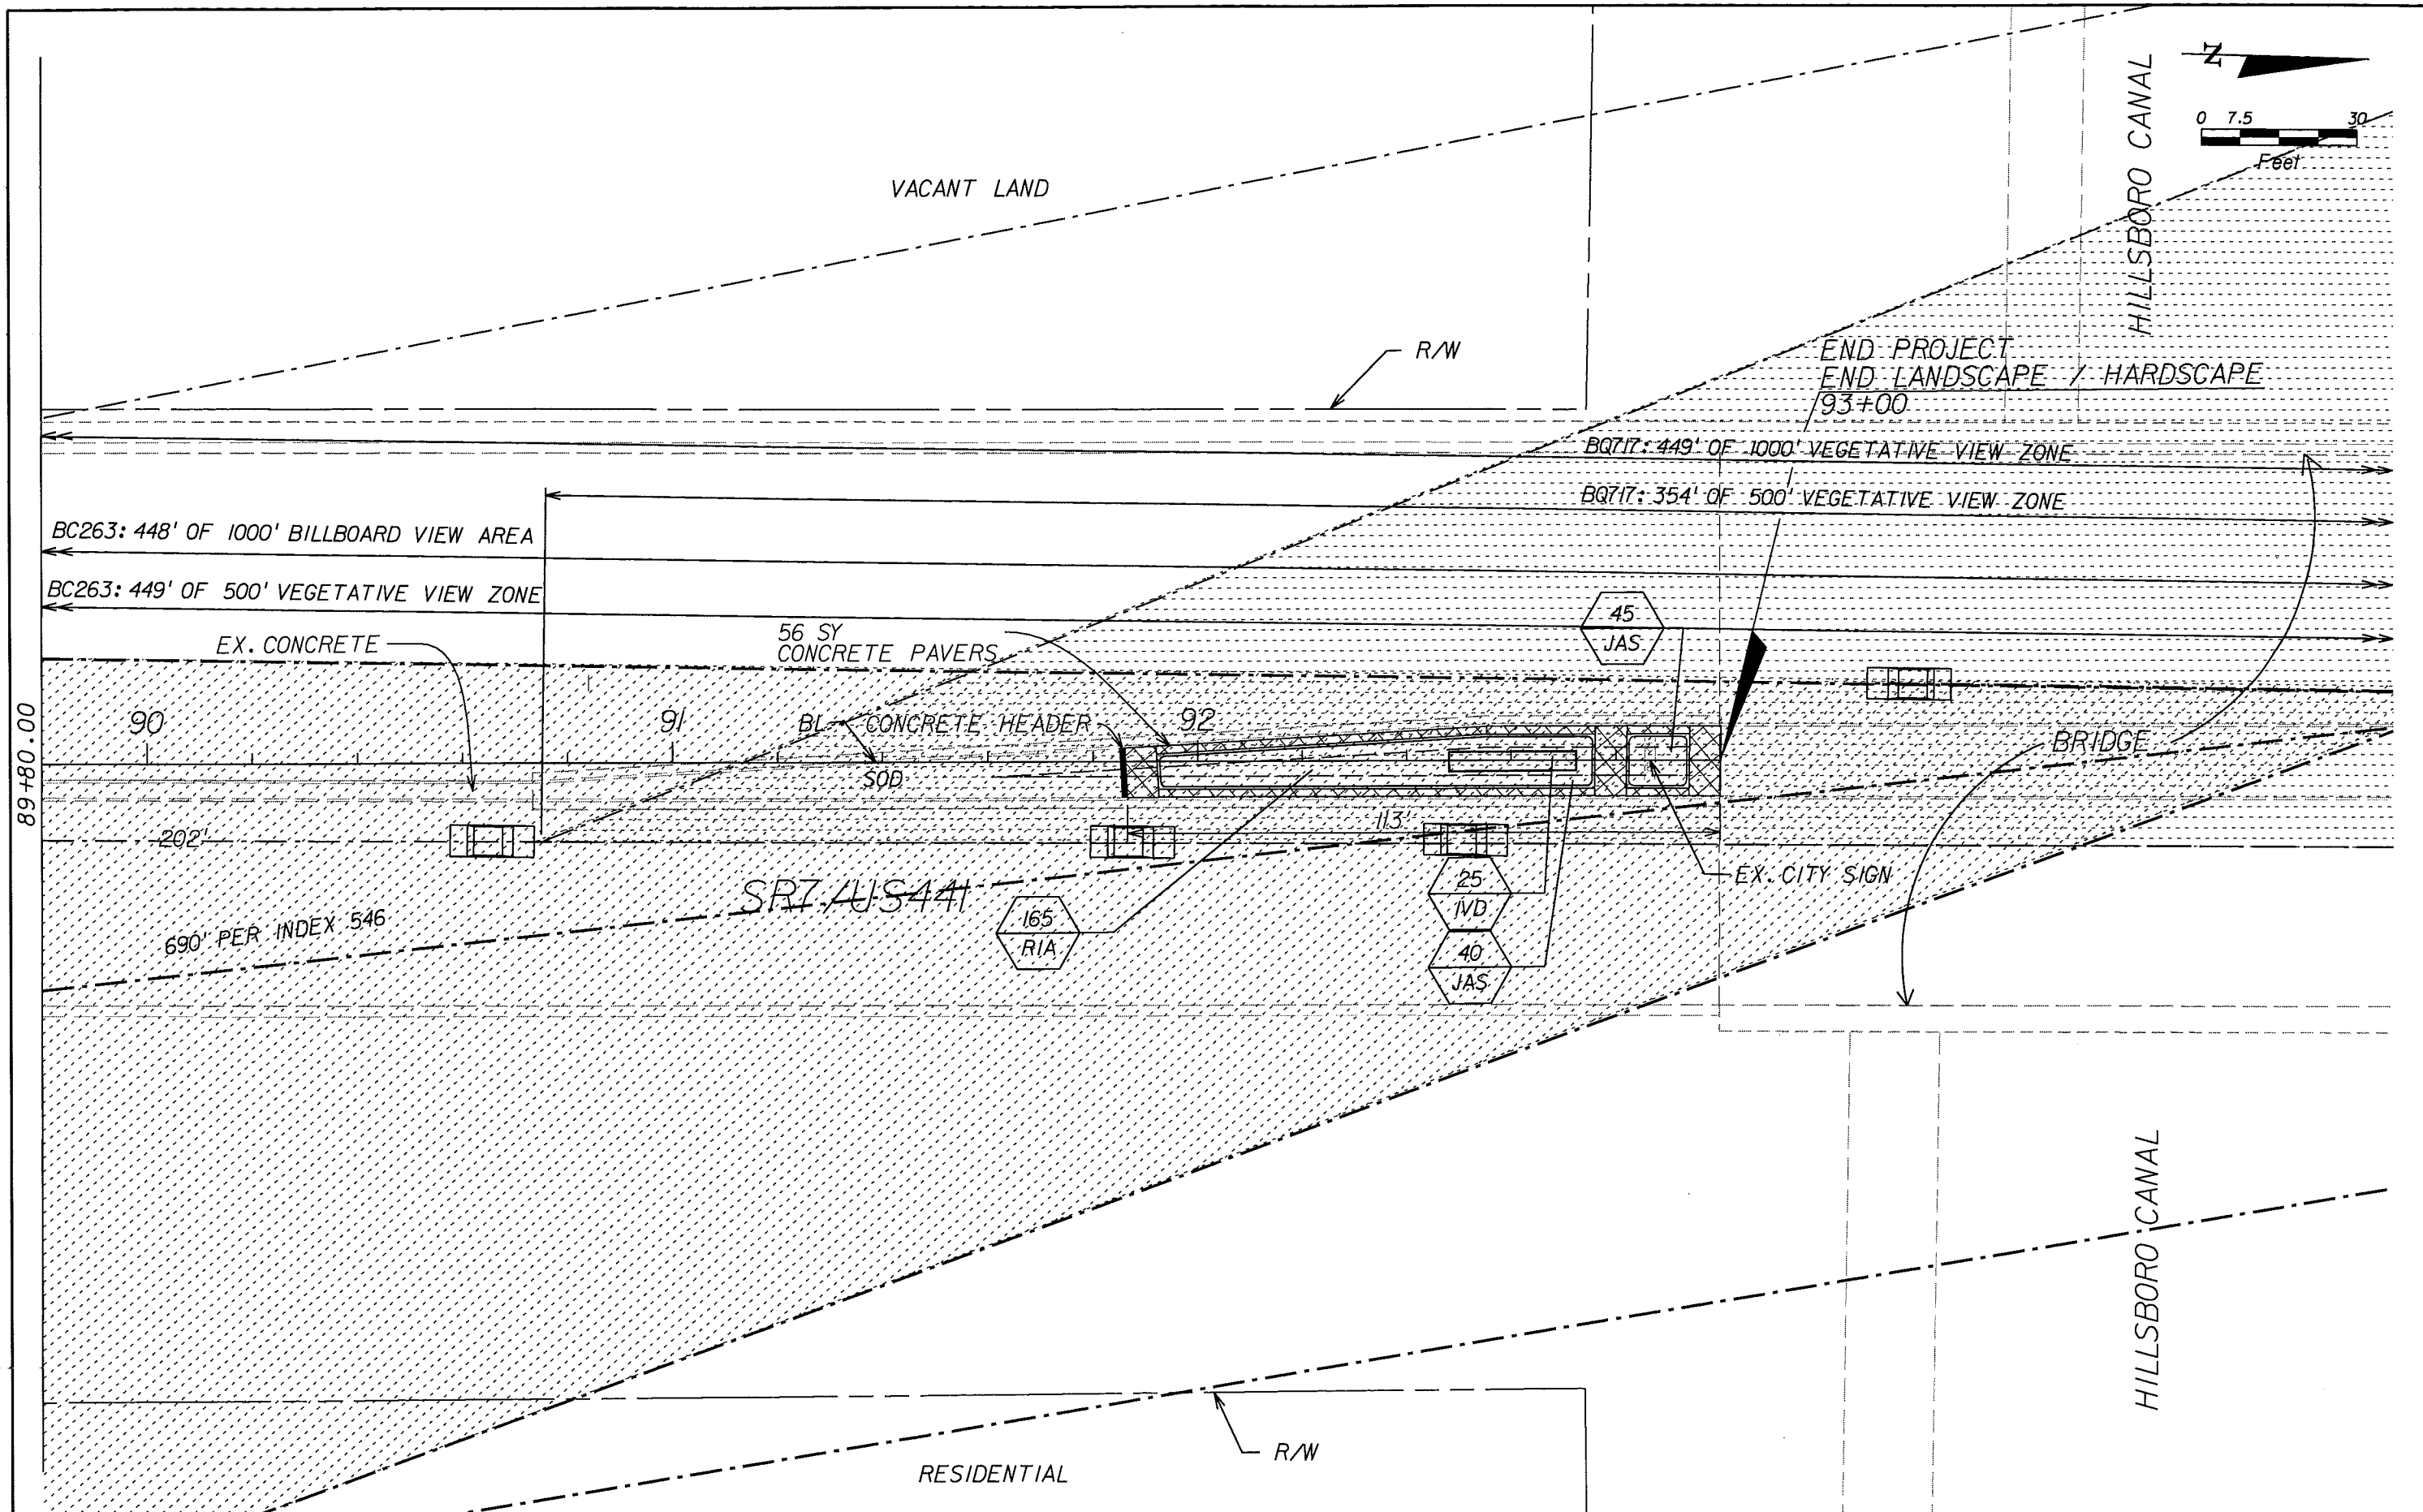 N
0 7.5 30
Feet
HILLSBORO CANAL
VACANT LAND
R/W
END PROJECT
END LANDSCAPE / HARDSCAPE
93+00
BQ717: 449' OF 1000' VEGETATIVE VIEW ZONE
BQ717: 354' OF 500' VEGETATIVE VIEW ZONE
BC263: 448' OF 1000' BILLBOARD VIEW AREA
BC263: 449' OF 500' VEGETATIVE VIEW ZONE
EX. CONCRETE
56 SY
CONCRETE PAVERS
45
JAS
89+80.00
90
91
BL
CONCRETE HEADER
92
SOD
BRIDGE
202'
113'
EX. CITY SIGN
SR7/US441
690' PER INDEX 546
165
RIA
25
IVD
40
JAS
HILLSBORO CANAL
R/W
RESIDENTIAL